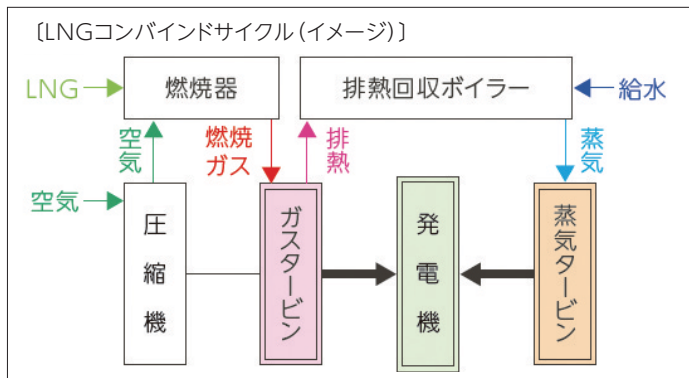 〔LNGコンバインドサイクル(イメージ)〕
LNG
燃焼器
排熱回収ボイラー
給水
空気
燃焼
ガス
排熱
蒸気
空気
圧縮機
ガスタービン
発電機
蒸気タービン